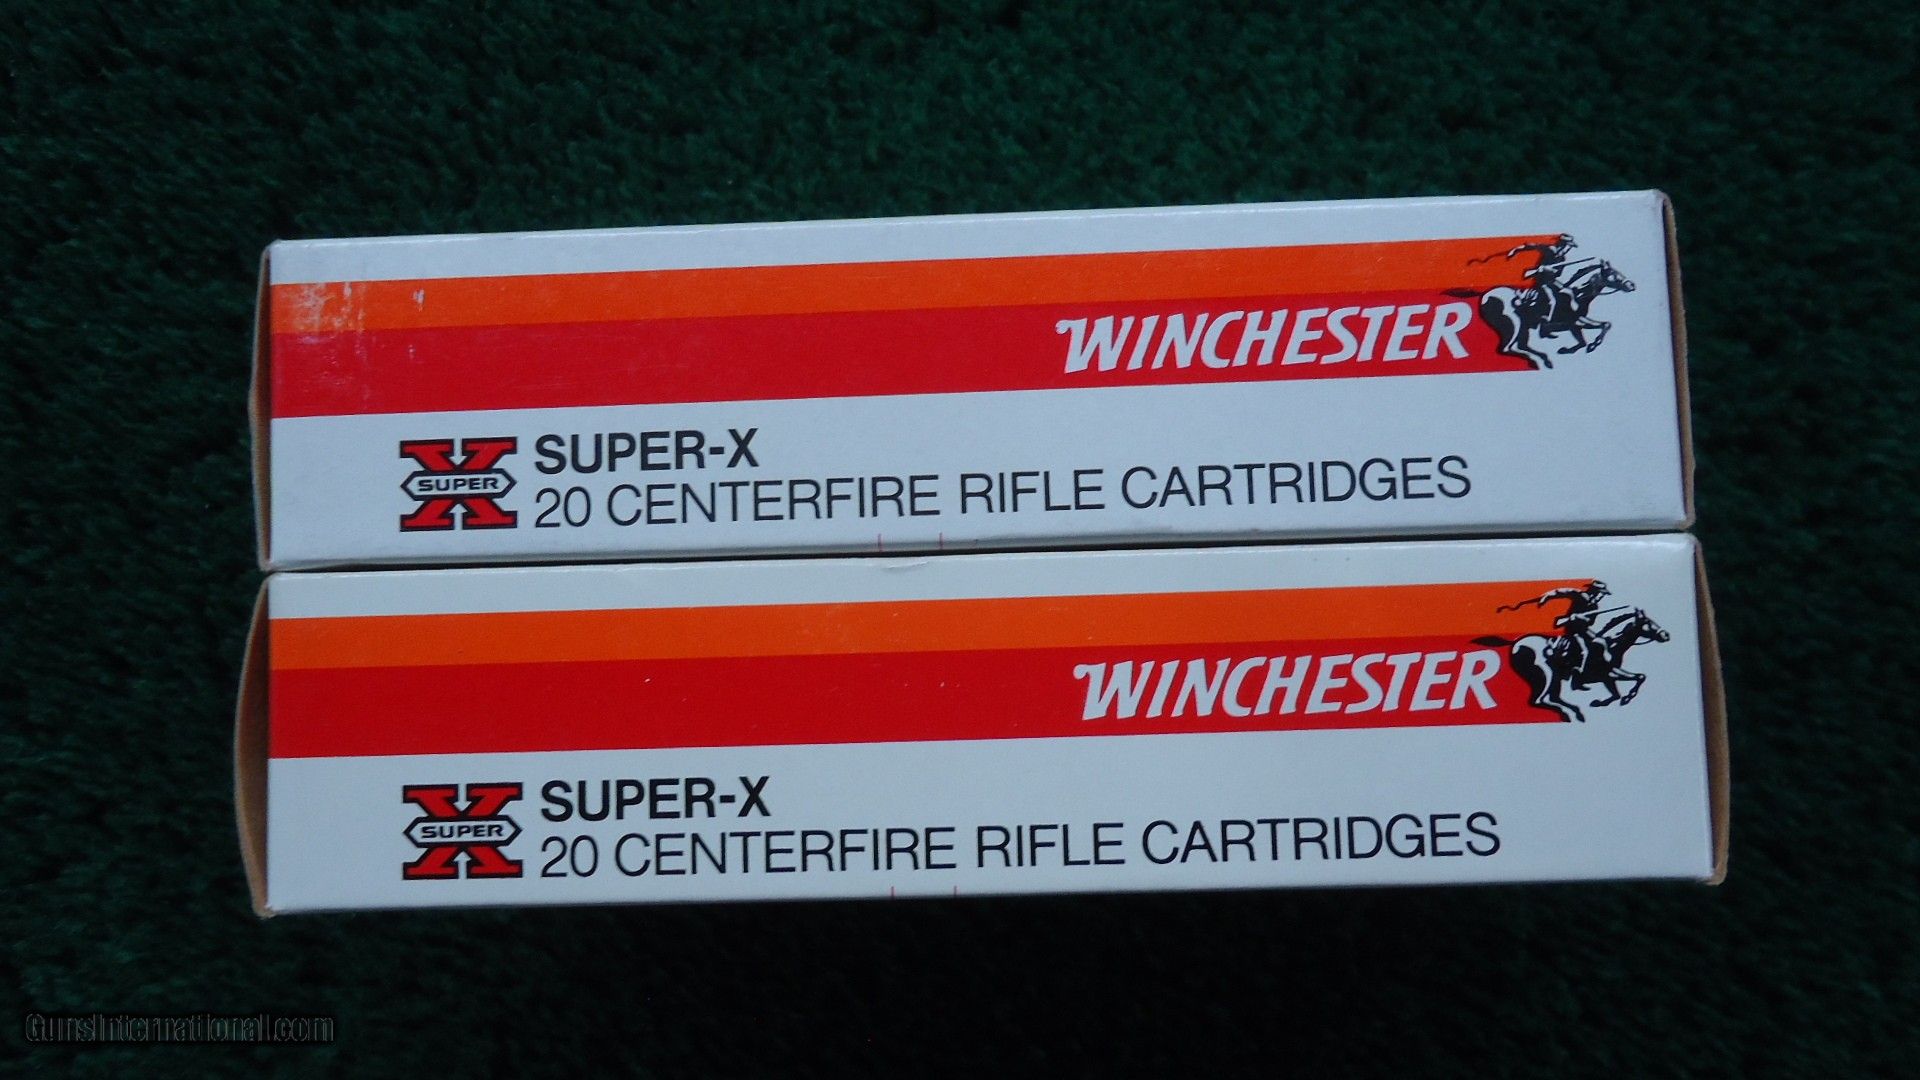 WINCHESTER
SUPER
SUPER-X
20 CENTERFIRE RIFLE CARTRIDGES
WINCHESTER
SUPER
SUPER-X
20 CENTERFIRE RIFLE CARTRIDGES
GunsInternational.com